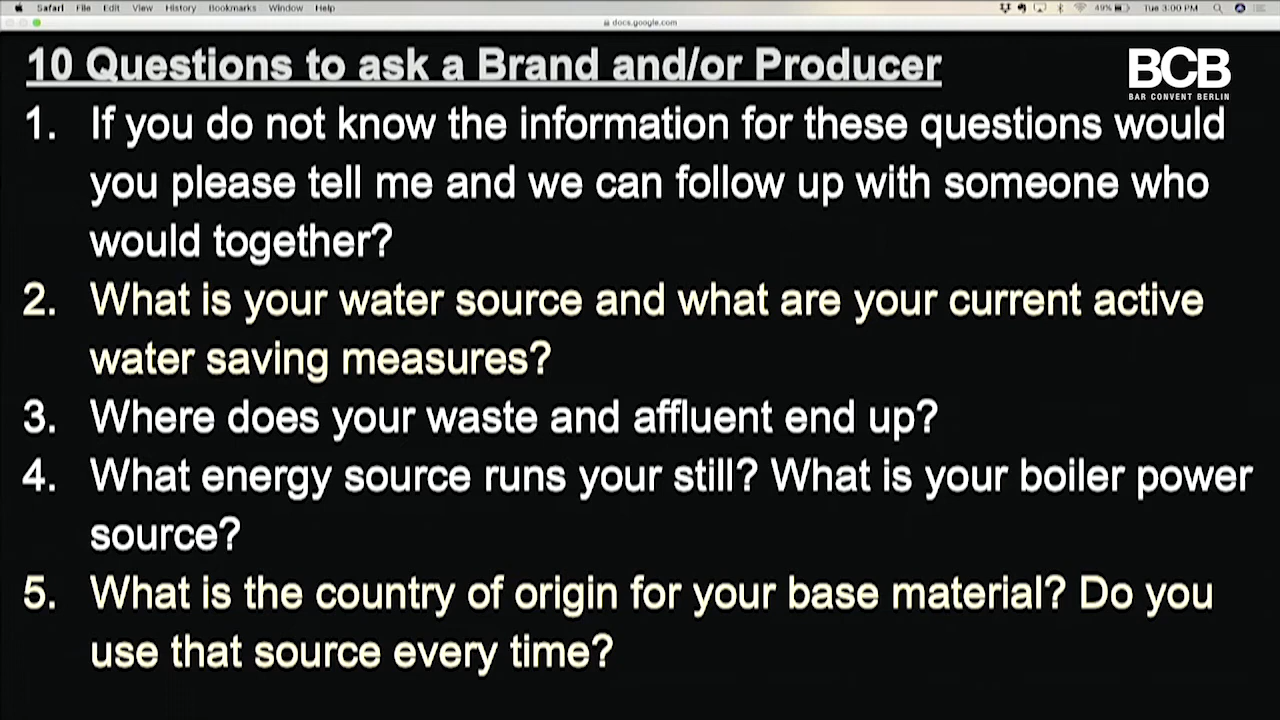 Safari File Edit View History Bookmarks Window Help 49% Tue 3:00 PM
docs.google.com
10 Questions to ask a Brand and/or Producer
BCB
BAR CONVENT BERLIN
1. If you do not know the information for these questions would
you please tell me and we can follow up with someone who
would together?
2. What is your water source and what are your current active
water saving measures?
3. Where does your waste and affluent end up?
4. What energy source runs your still? What is your boiler power
source?
5. What is the country of origin for your base material? Do you
use that source every time?